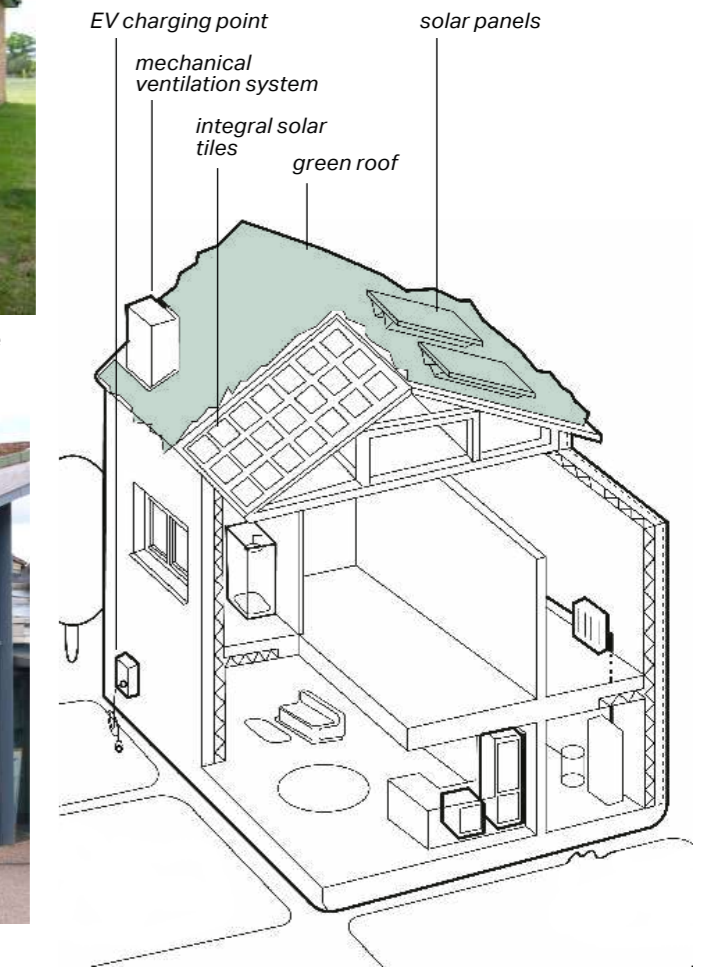 EV charging point
solar panels
mechanical
ventilation system
integral solar
tiles
green roof